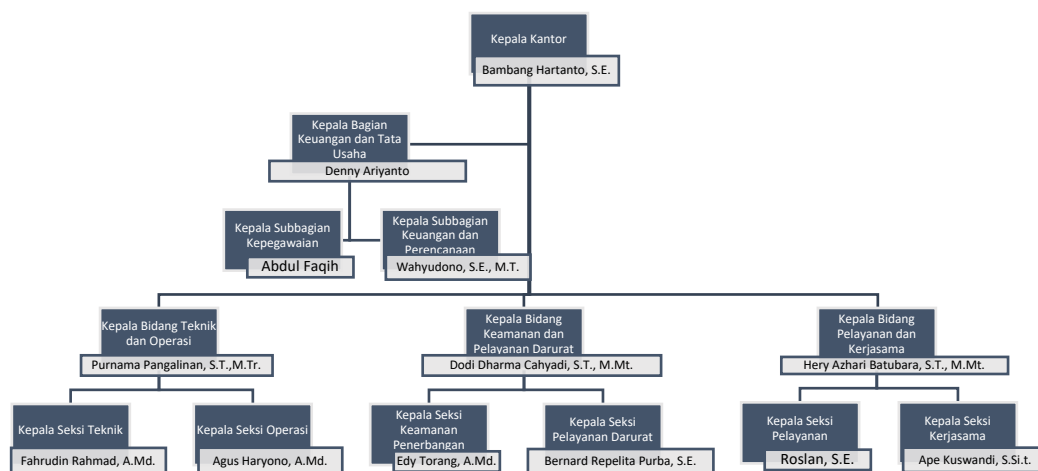 Kepala Kantor
Bambang Hartanto, S.E.
Kepala Bagian
Keuangan dan Tata
Usaha
Denny Ariyanto
Kepala Subbagian
Kepegawaian
Abdul Faqih
Kepala Subbagian
Keuangan dan
Perencanaan
Wahyudono, S.E., M.T.
Kepala Bidang Teknik
dan Operasi
Purnama Pangalinan, S.T.,M.Tr.
Kepala Bidang
Keamanan dan
Pelayanan Darurat
Dodi Dharma Cahyadi, S.T., M.Mt.
Kepala Bidang
Pelayanan dan
Kerjasama
Hery Azhari Batubara, S.T., M.Mt.
Kepala Seksi Teknik
Fahrudin Rahmad, A.Md.
Kepala Seksi Operasi
Agus Haryono, A.Md.
Kepala Seksi
Keamanan
Penerbangan
Edy Torang, A.Md.
Kepala Seksi
Pelayanan Darurat
Bernard Repelita Purba, S.E.
Kepala Seksi
Pelayanan
Roslan, S.E.
Kepala Seksi
Kerjasama
Ape Kuswandi, S.Si.t.